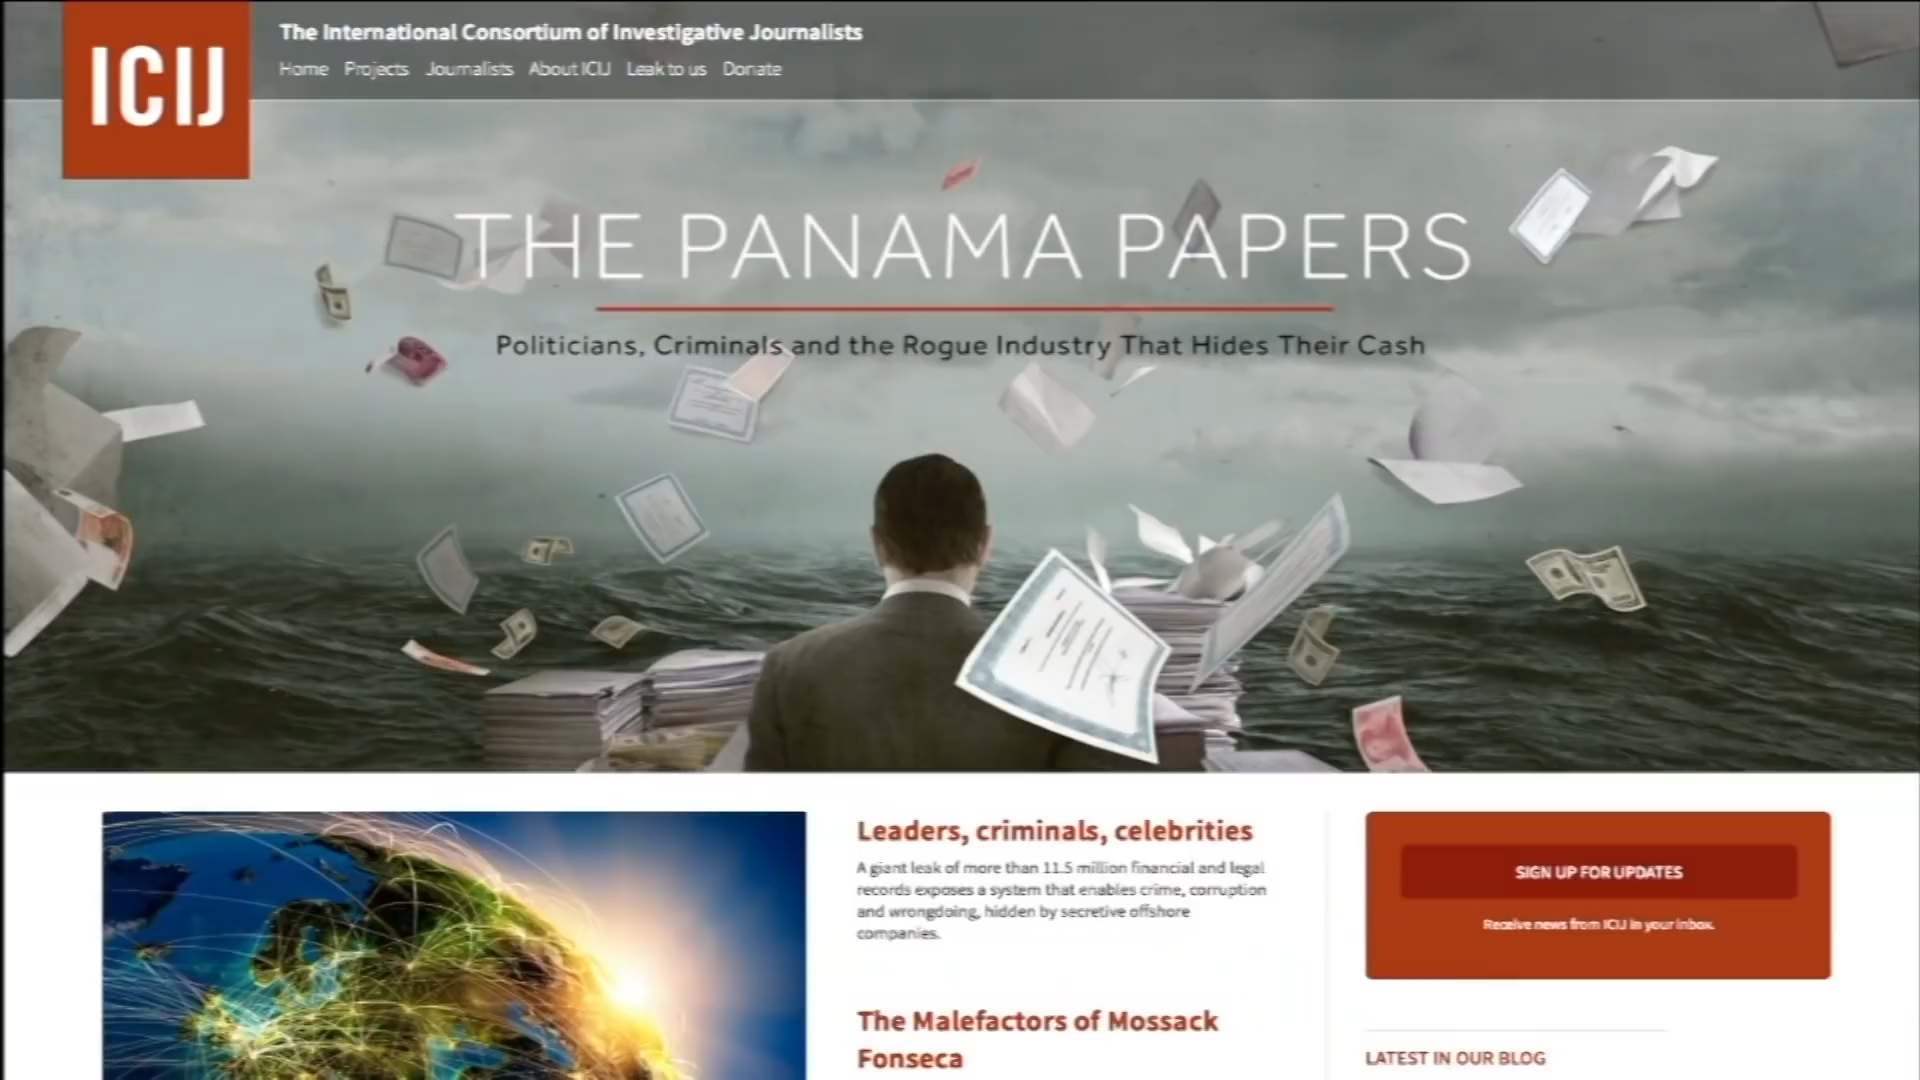 ICIJ
The International Consortium of Investigative Journalists
Home Projects Journalists About ICIJ Leak to us Donate
THE PANAMA PAPERS
Politicians, Criminals and the Rogue Industry That Hides Their Cash
Leaders, criminals, celebrities
A giant leak of more than 11.5 million financial and legal
records exposes a system that enables crime, corruption
and wrongdoing, hidden by secretive offshore
companies.
The Malefactors of Mossack
Fonseca
SIGN UP FOR UPDATES
Receive news from ICIJ in your inbox.
LATEST IN OUR BLOG